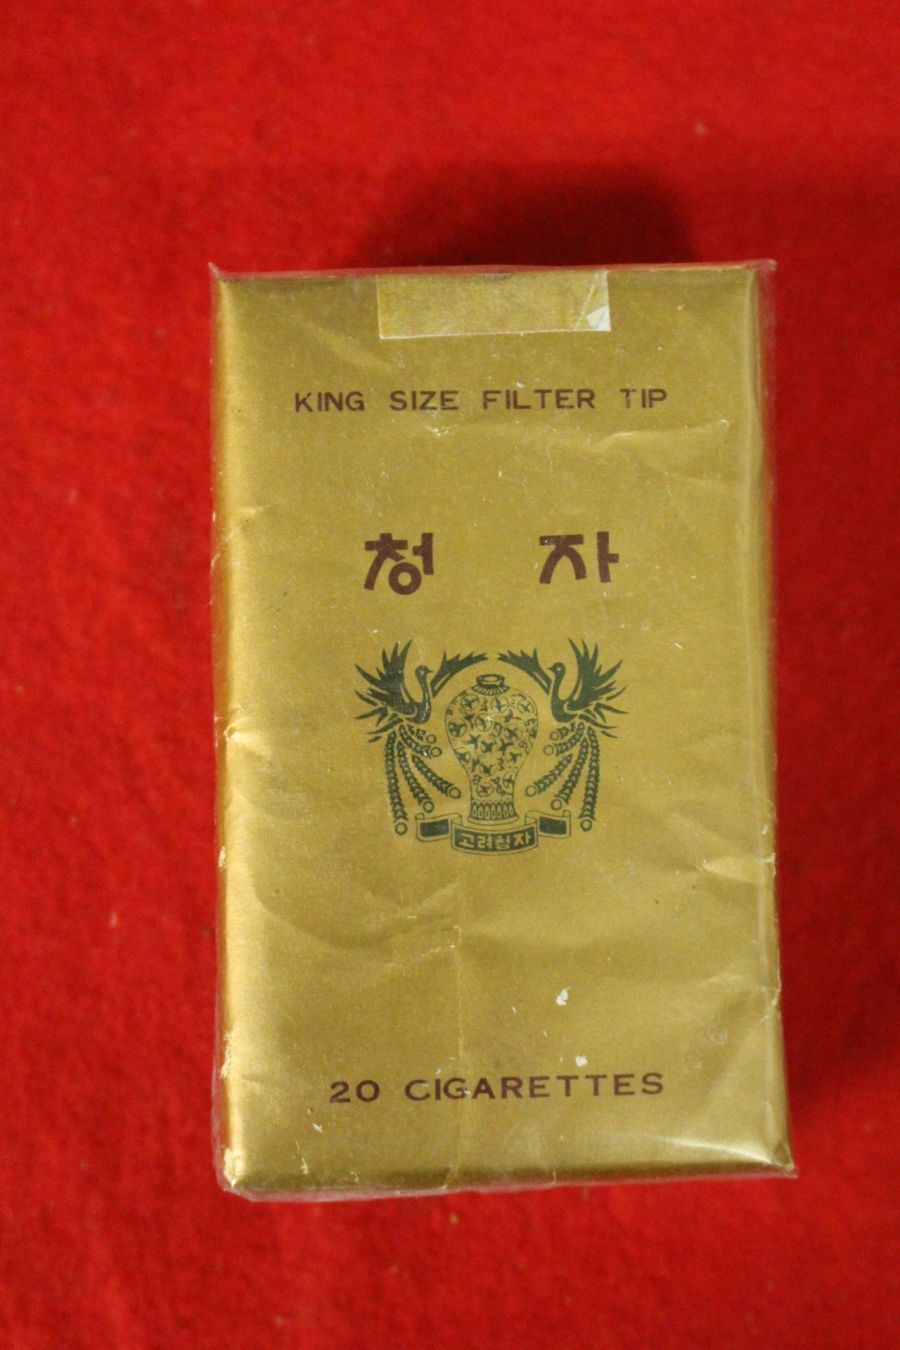 KING SIZE FILTER TIP
청 자
고려청자
20 CIGARETTES